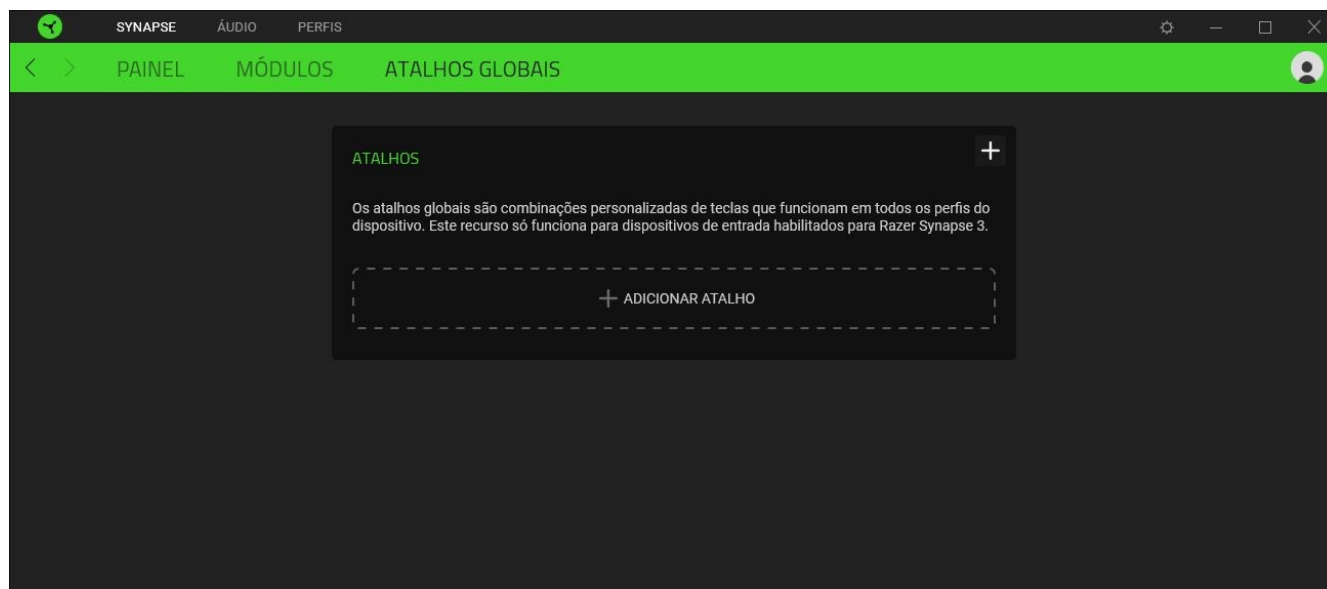 SYNAPSE ÁUDIO PERFIS
PAINEL MÓDULOS ATALHOS GLOBAIS
ATALHOS
Os atalhos globais são combinações personalizadas de teclas que funcionam em todos os perfis do
dispositivo. Este recurso só funciona para dispositivos de entrada habilitados para Razer Synapse 3.
ADICIONAR ATALHO